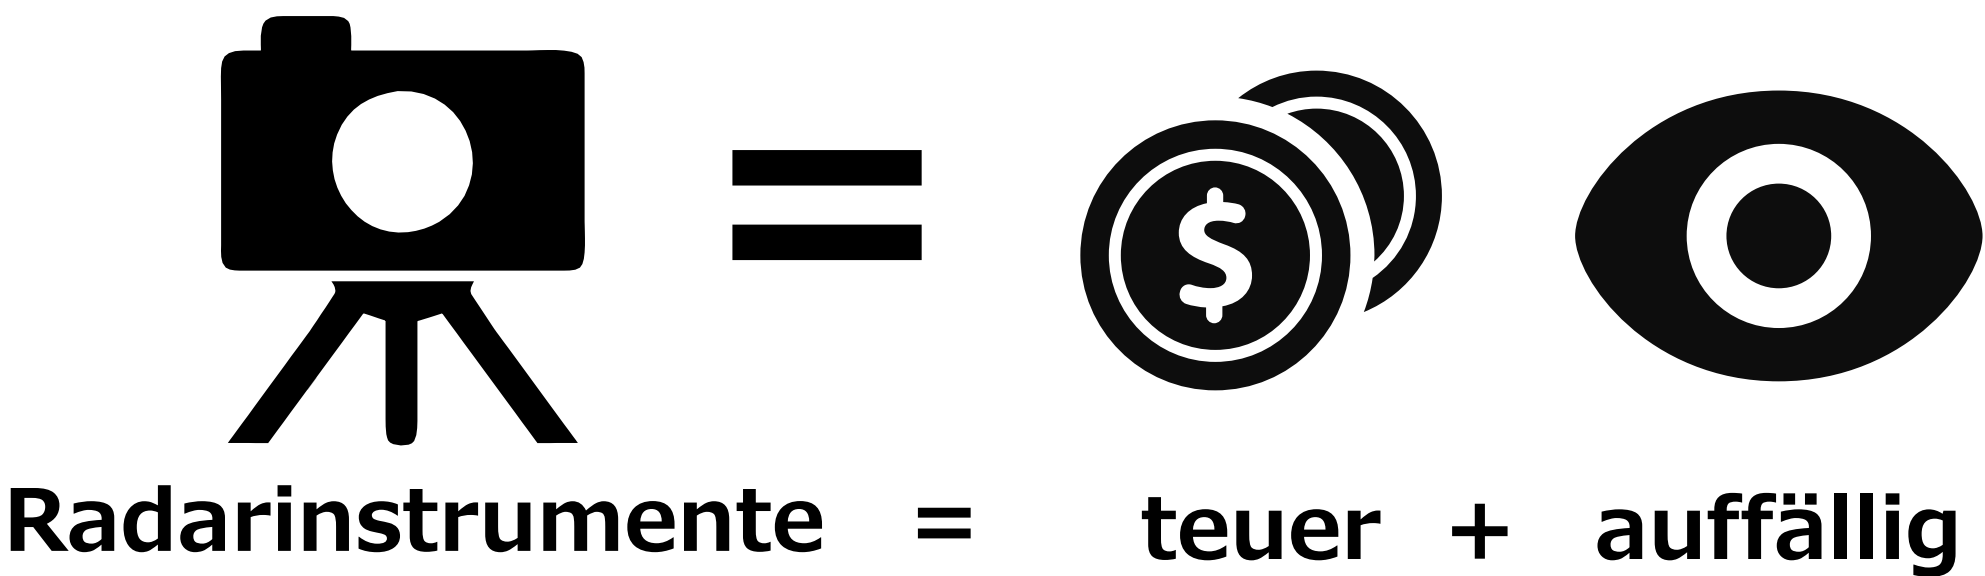 $
Radarinstrumente = teuer + auffällig